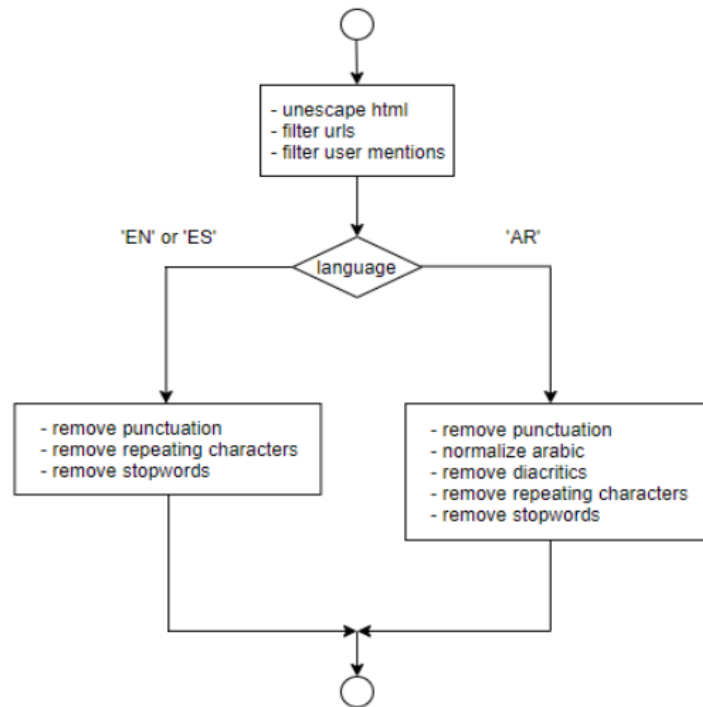 - unescape html
- filter urls
- filter user mentions
'EN' or 'ES'
'AR'
language
- remove punctuation
- remove repeating characters
- remove stopwords
- remove punctuation
- normalize arabic
- remove diacritics
- remove repeating characters
- remove stopwords